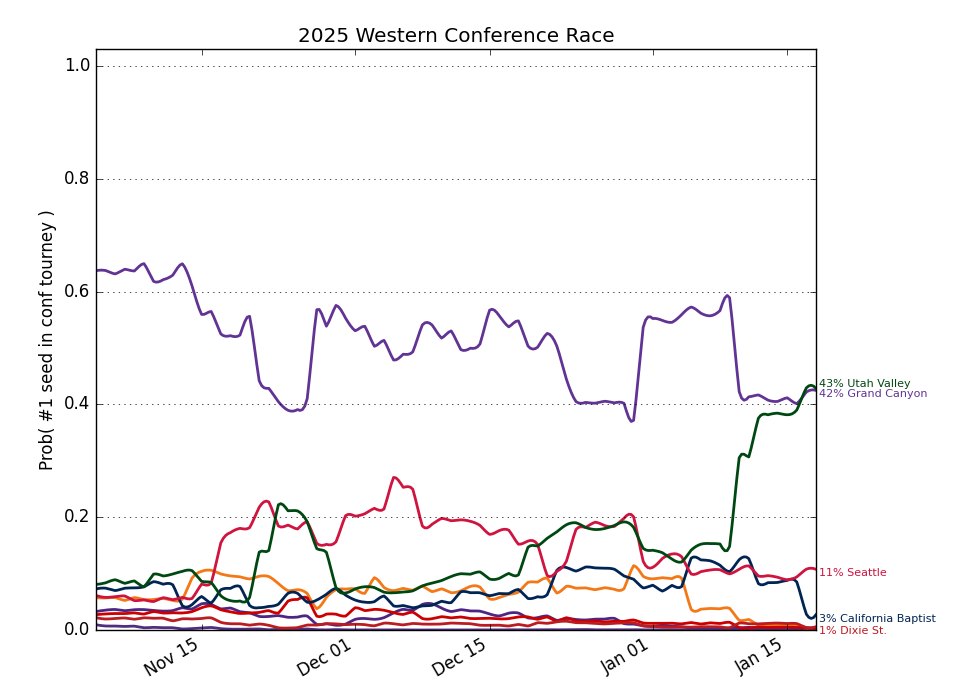 2025 Western Conference Race
Prob( #1 seed in conf tourney )
1.0
0.8
0.6
0.4
0.2
0.0
Nov 15
Dec 01
Dec 15
Jan 01
Jan 15
43% Utah Valley
42% Grand Canyon
11% Seattle
3% California Baptist
1% Dixie St.